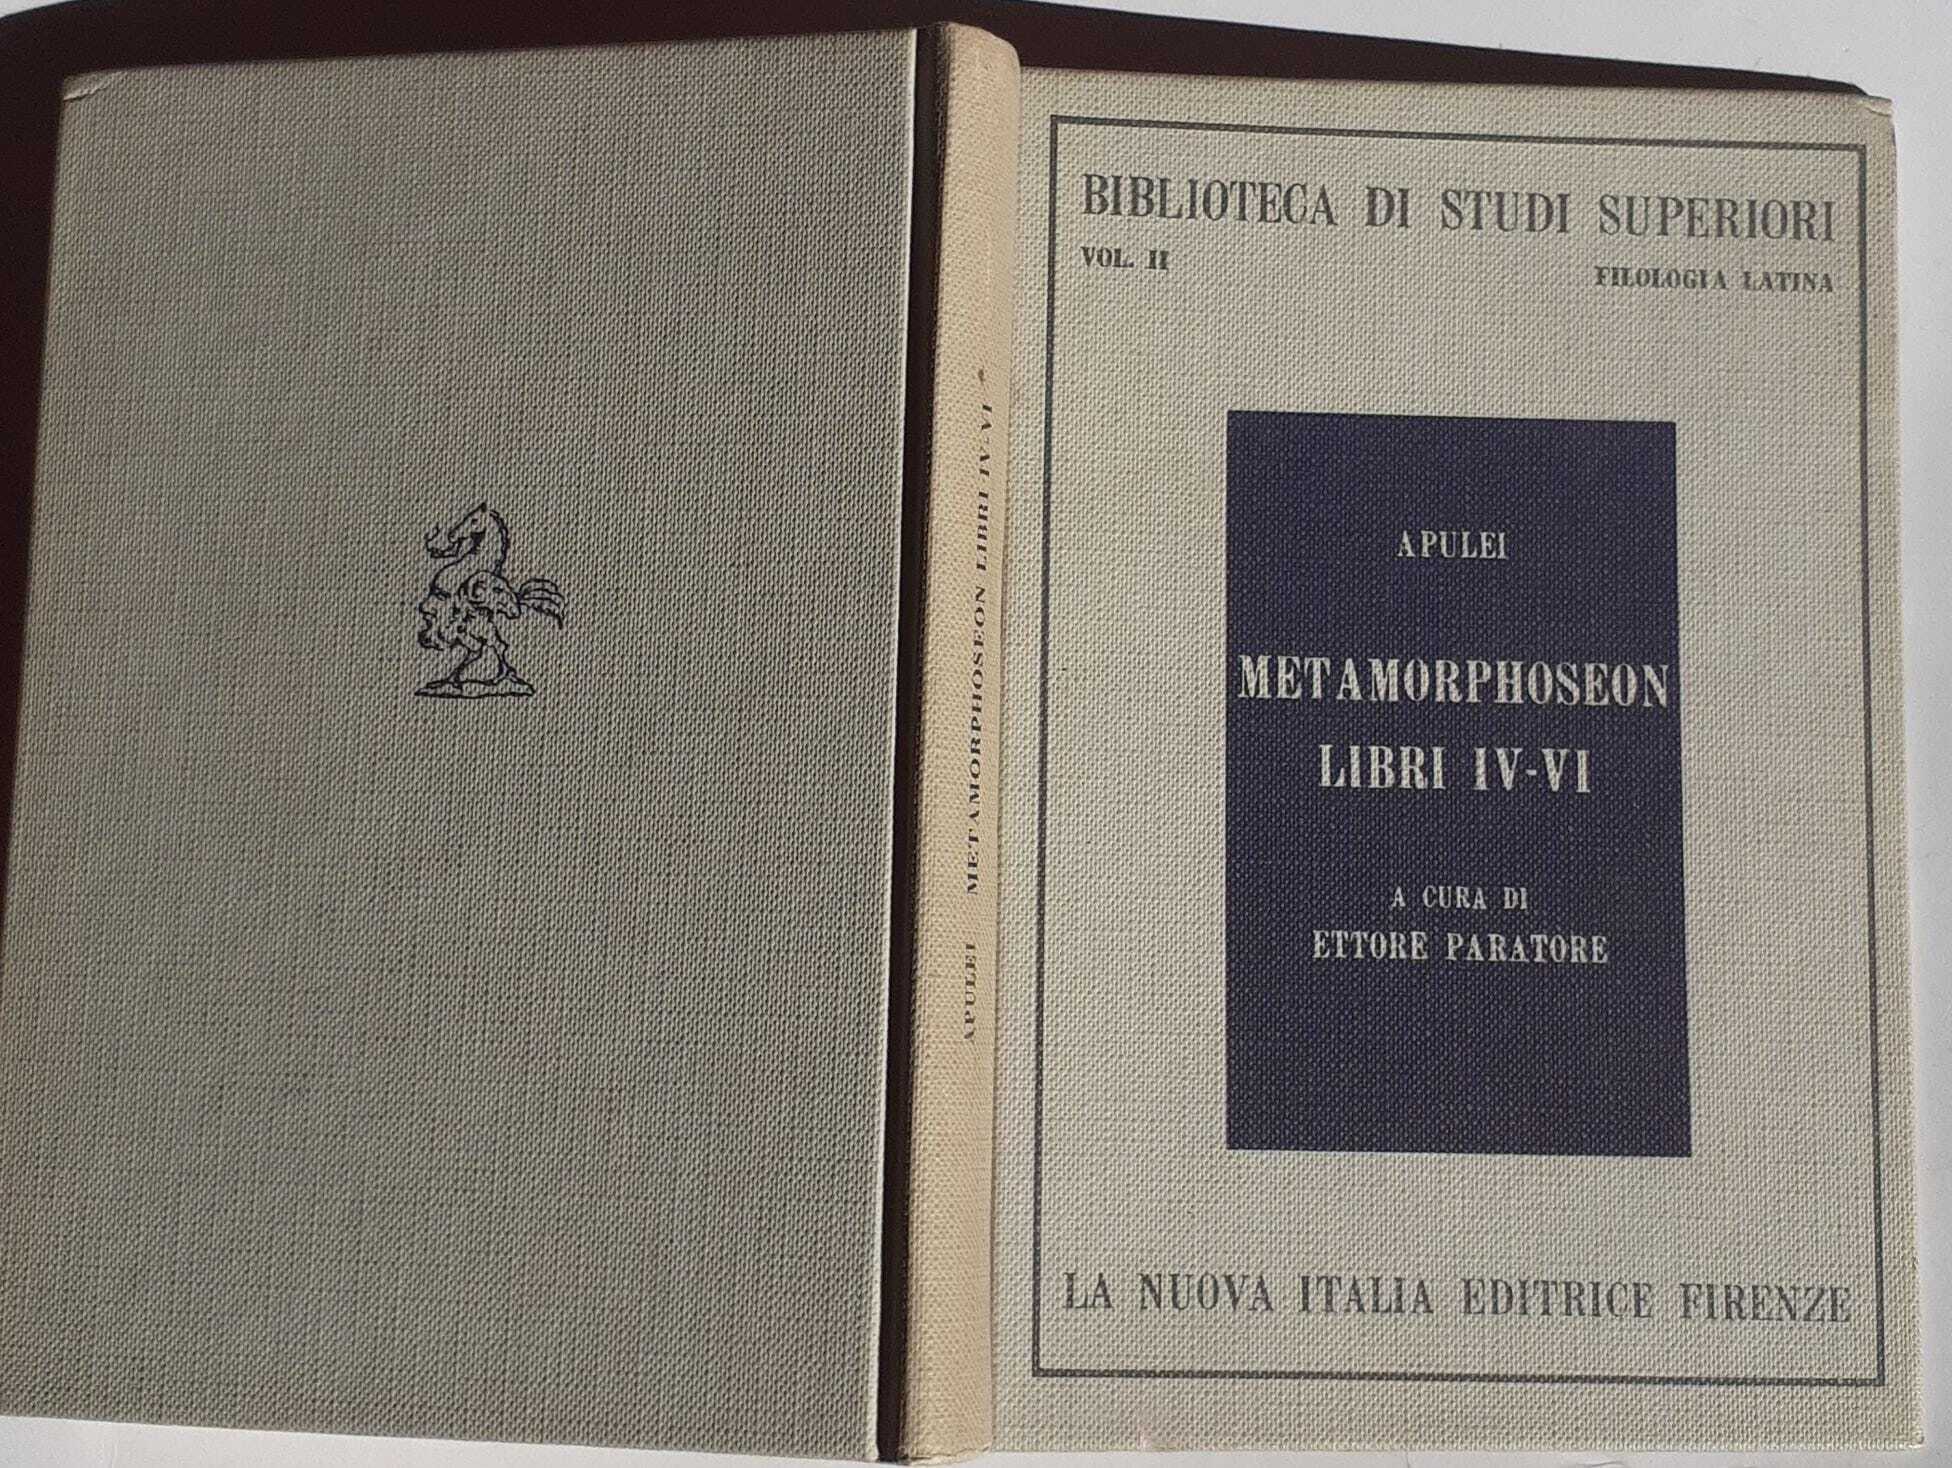 APULEI METAMORPHOSEON LIBRI IV-VI
BIBLIOTECA DI STUDI SUPERIORI
VOL. II
FILOLOGIA LATINA
APULEI
METAMORPHOSEON
LIBRI IV-VI
A CURA DI
ETTORE PARATORE
LA NUOVA ITALIA EDITRICE FIRENZE